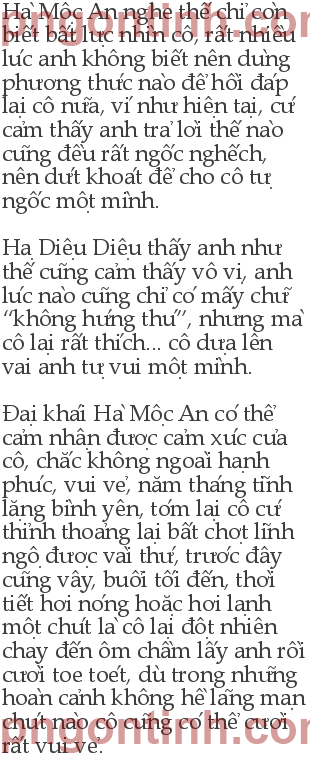 Hà Mộc An nghe thế chỉ còn
biết bất lực nhìn cô, rất nhiều
lúc anh không biết nên dùng
phương thức nào để hồi đáp
lại cô nữa, ví như hiện tại, cứ
cảm thấy anh trả lời thế nào
cũng đều rất ngốc nghếch,
nên dứt khoát để cho cô tự
ngốc một mình.
Hạ Diệu Diệu thấy anh như
thế cũng cảm thấy vô vị, anh
lúc nào cũng chỉ có mấy chữ
“không hứng thú”, nhưng mà
cô lại rất thích... cô dựa lên
vai anh tự vui một mình.
Đại khái Hà Mộc An có thể
cảm nhận được cảm xúc của
cô, chắc không ngoài hạnh
phúc, vui vẻ, năm tháng tĩnh
lặng bình yên, tóm lại cô cứ
thỉnh thoảng lại bất chợt lĩnh
ngộ được vài thứ, trước đây
cũng vậy, buổi tối đến, thời
tiết hơi nóng hoặc hơi lạnh
một chút là cô lại đột nhiên
chạy đến ôm chầm lấy anh rồi
cười toe toét, dù trong những
hoàn cảnh không hề lãng mạn
chút nào cô cũng có thể cười
rất vui vẻ.
pngontinh.com
pngontinh.com
pngontinh.com